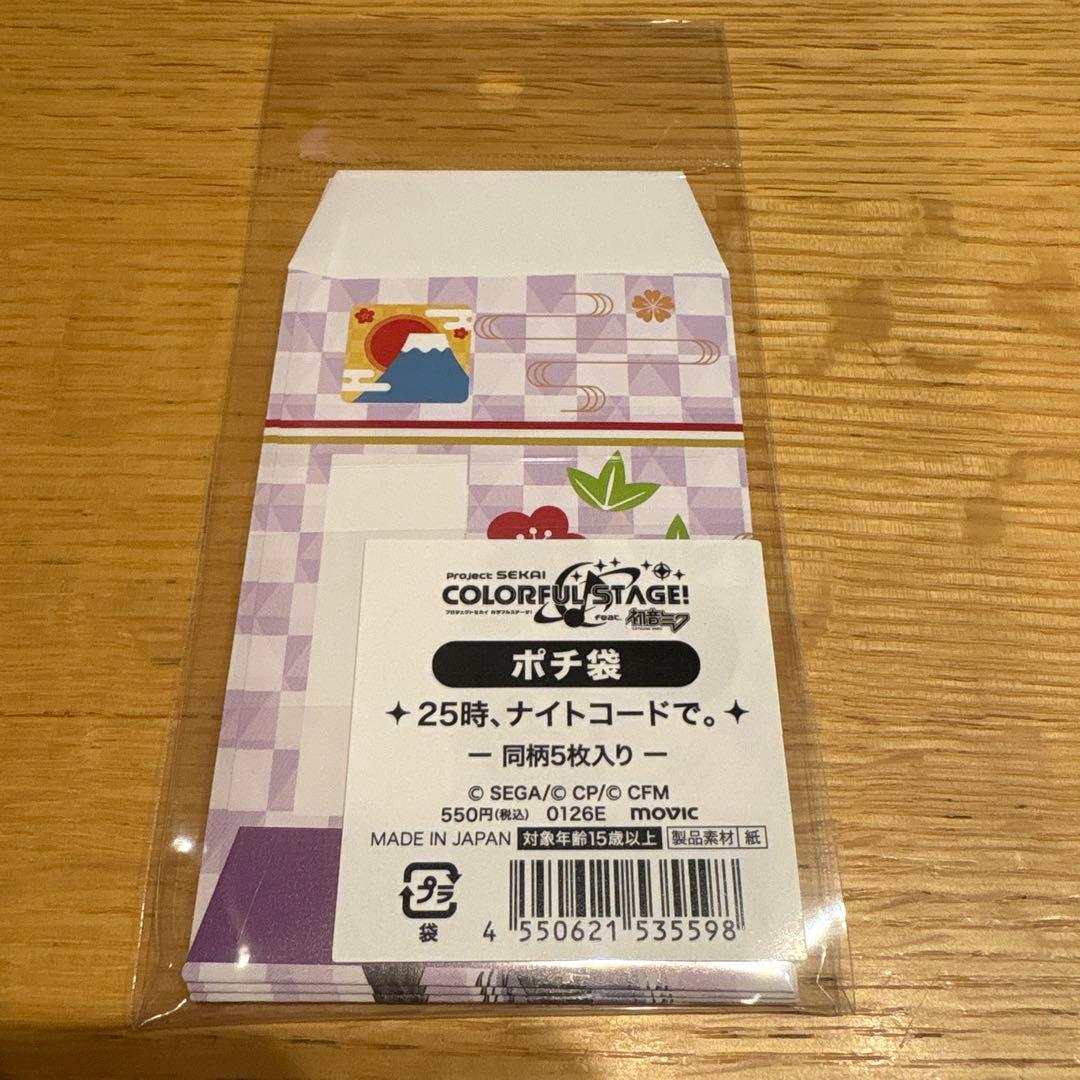 Project SEKAI
COLORFUL STAGE!
プロジェクトセカイ カラフルステージ!
feat. 初音ミク
HATSUNE MIKU
ポチ袋
25時、ナイトコードで。
ー 同柄5枚入り ー
© SEGA/© CP/© CFM
550円(税込) 0126E movic
MADE IN JAPAN 対象年齢15歳以上 製品素材 紙
プラ
袋
4 550621 535598